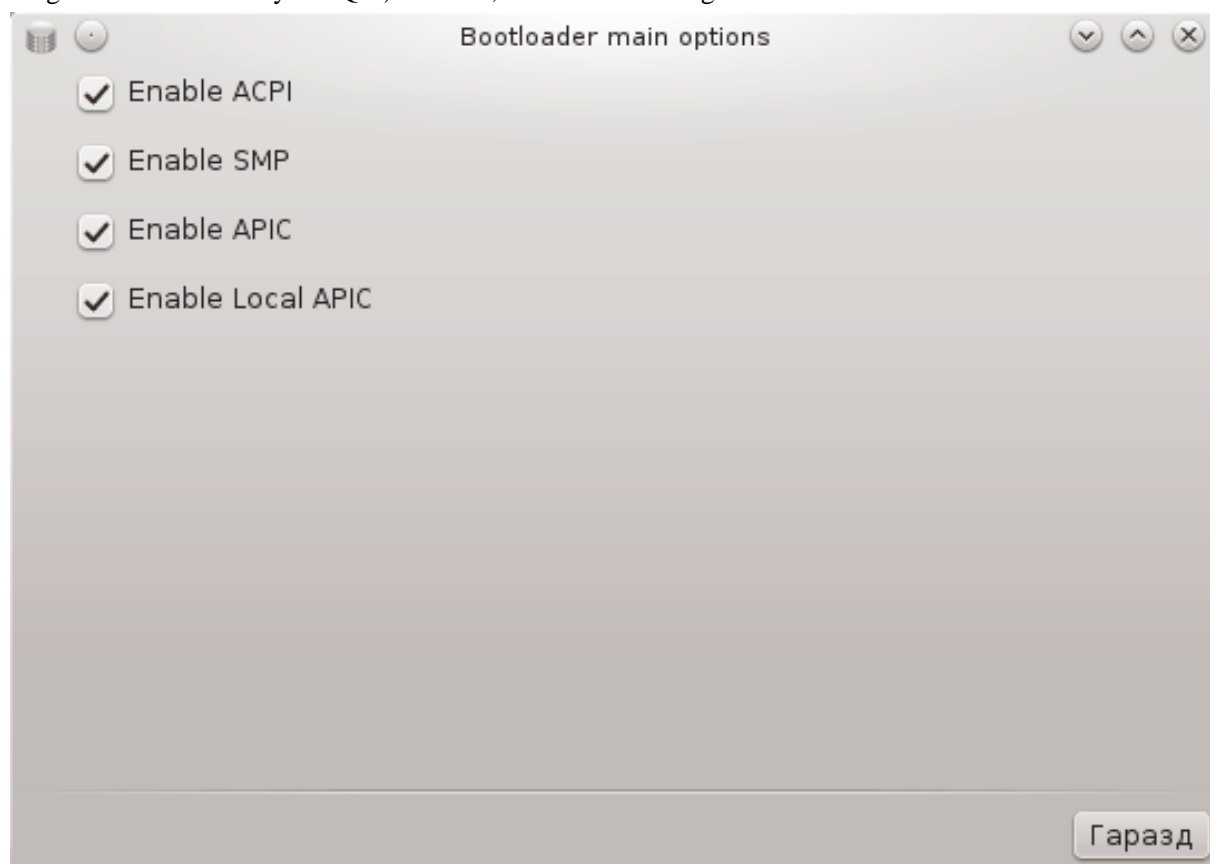 Bootloader main options
Enable ACPI
Enable SMP
Enable APIC
Enable Local APIC
Гаразд